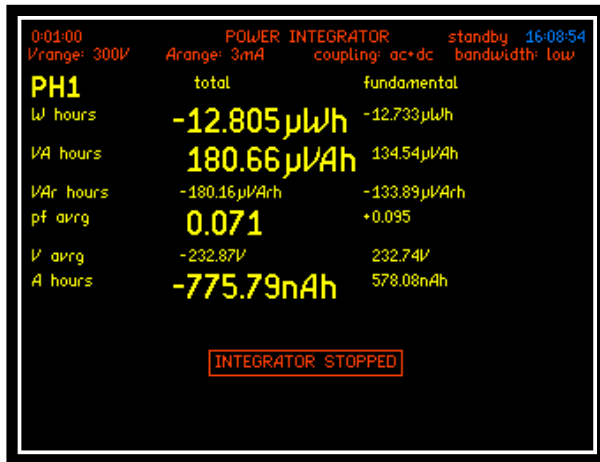 0:01:00 POWER INTEGRATOR standby 16:08:54
Vrange: 300V Arange: 3mA coupling: ac+dc bandwidth: low
PH1 total fundamental
W hours -12.805µWh -12.733µWh
VA hours 180.66µVAh 134.54µVAh
VAr hours -180.16µVArh -133.89µVArh
pf avrg 0.071 +0.095
V avrg -232.87V 232.74V
A hours -775.79nAh 578.08nAh
INTEGRATOR STOPPED